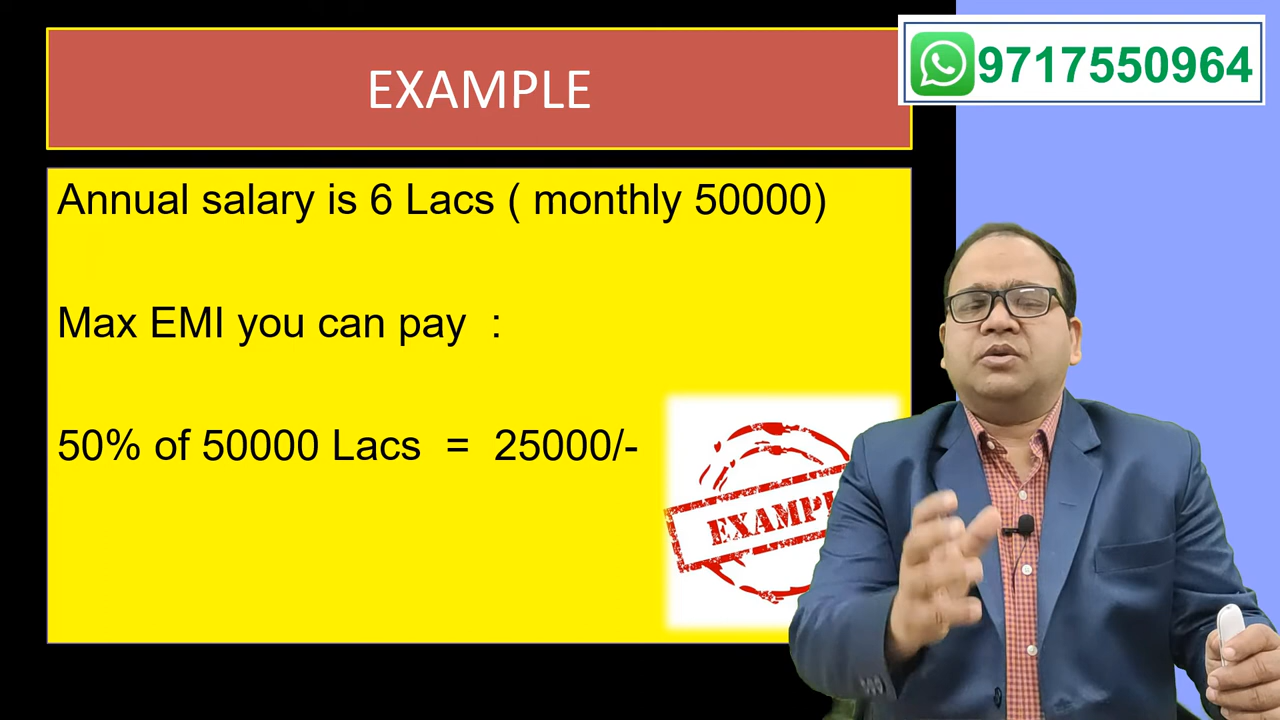 EXAMPLE
9717550964
Annual salary is 6 Lacs ( monthly 50000)
Max EMI you can pay :
50% of 50000 Lacs = 25000/-